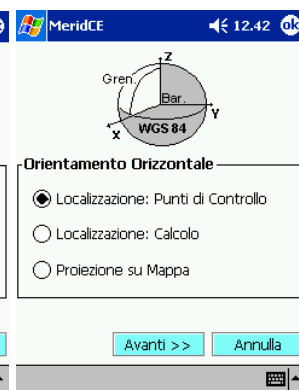 MeridCE 12.42 ok
Z
Gren.
Bar.
Y
X
WGS 84
Orientamento Orizzontale
Localizzazione: Punti di Controllo
Localizzazione: Calcolo
Proiezione su Mappa
Avanti >> Annulla